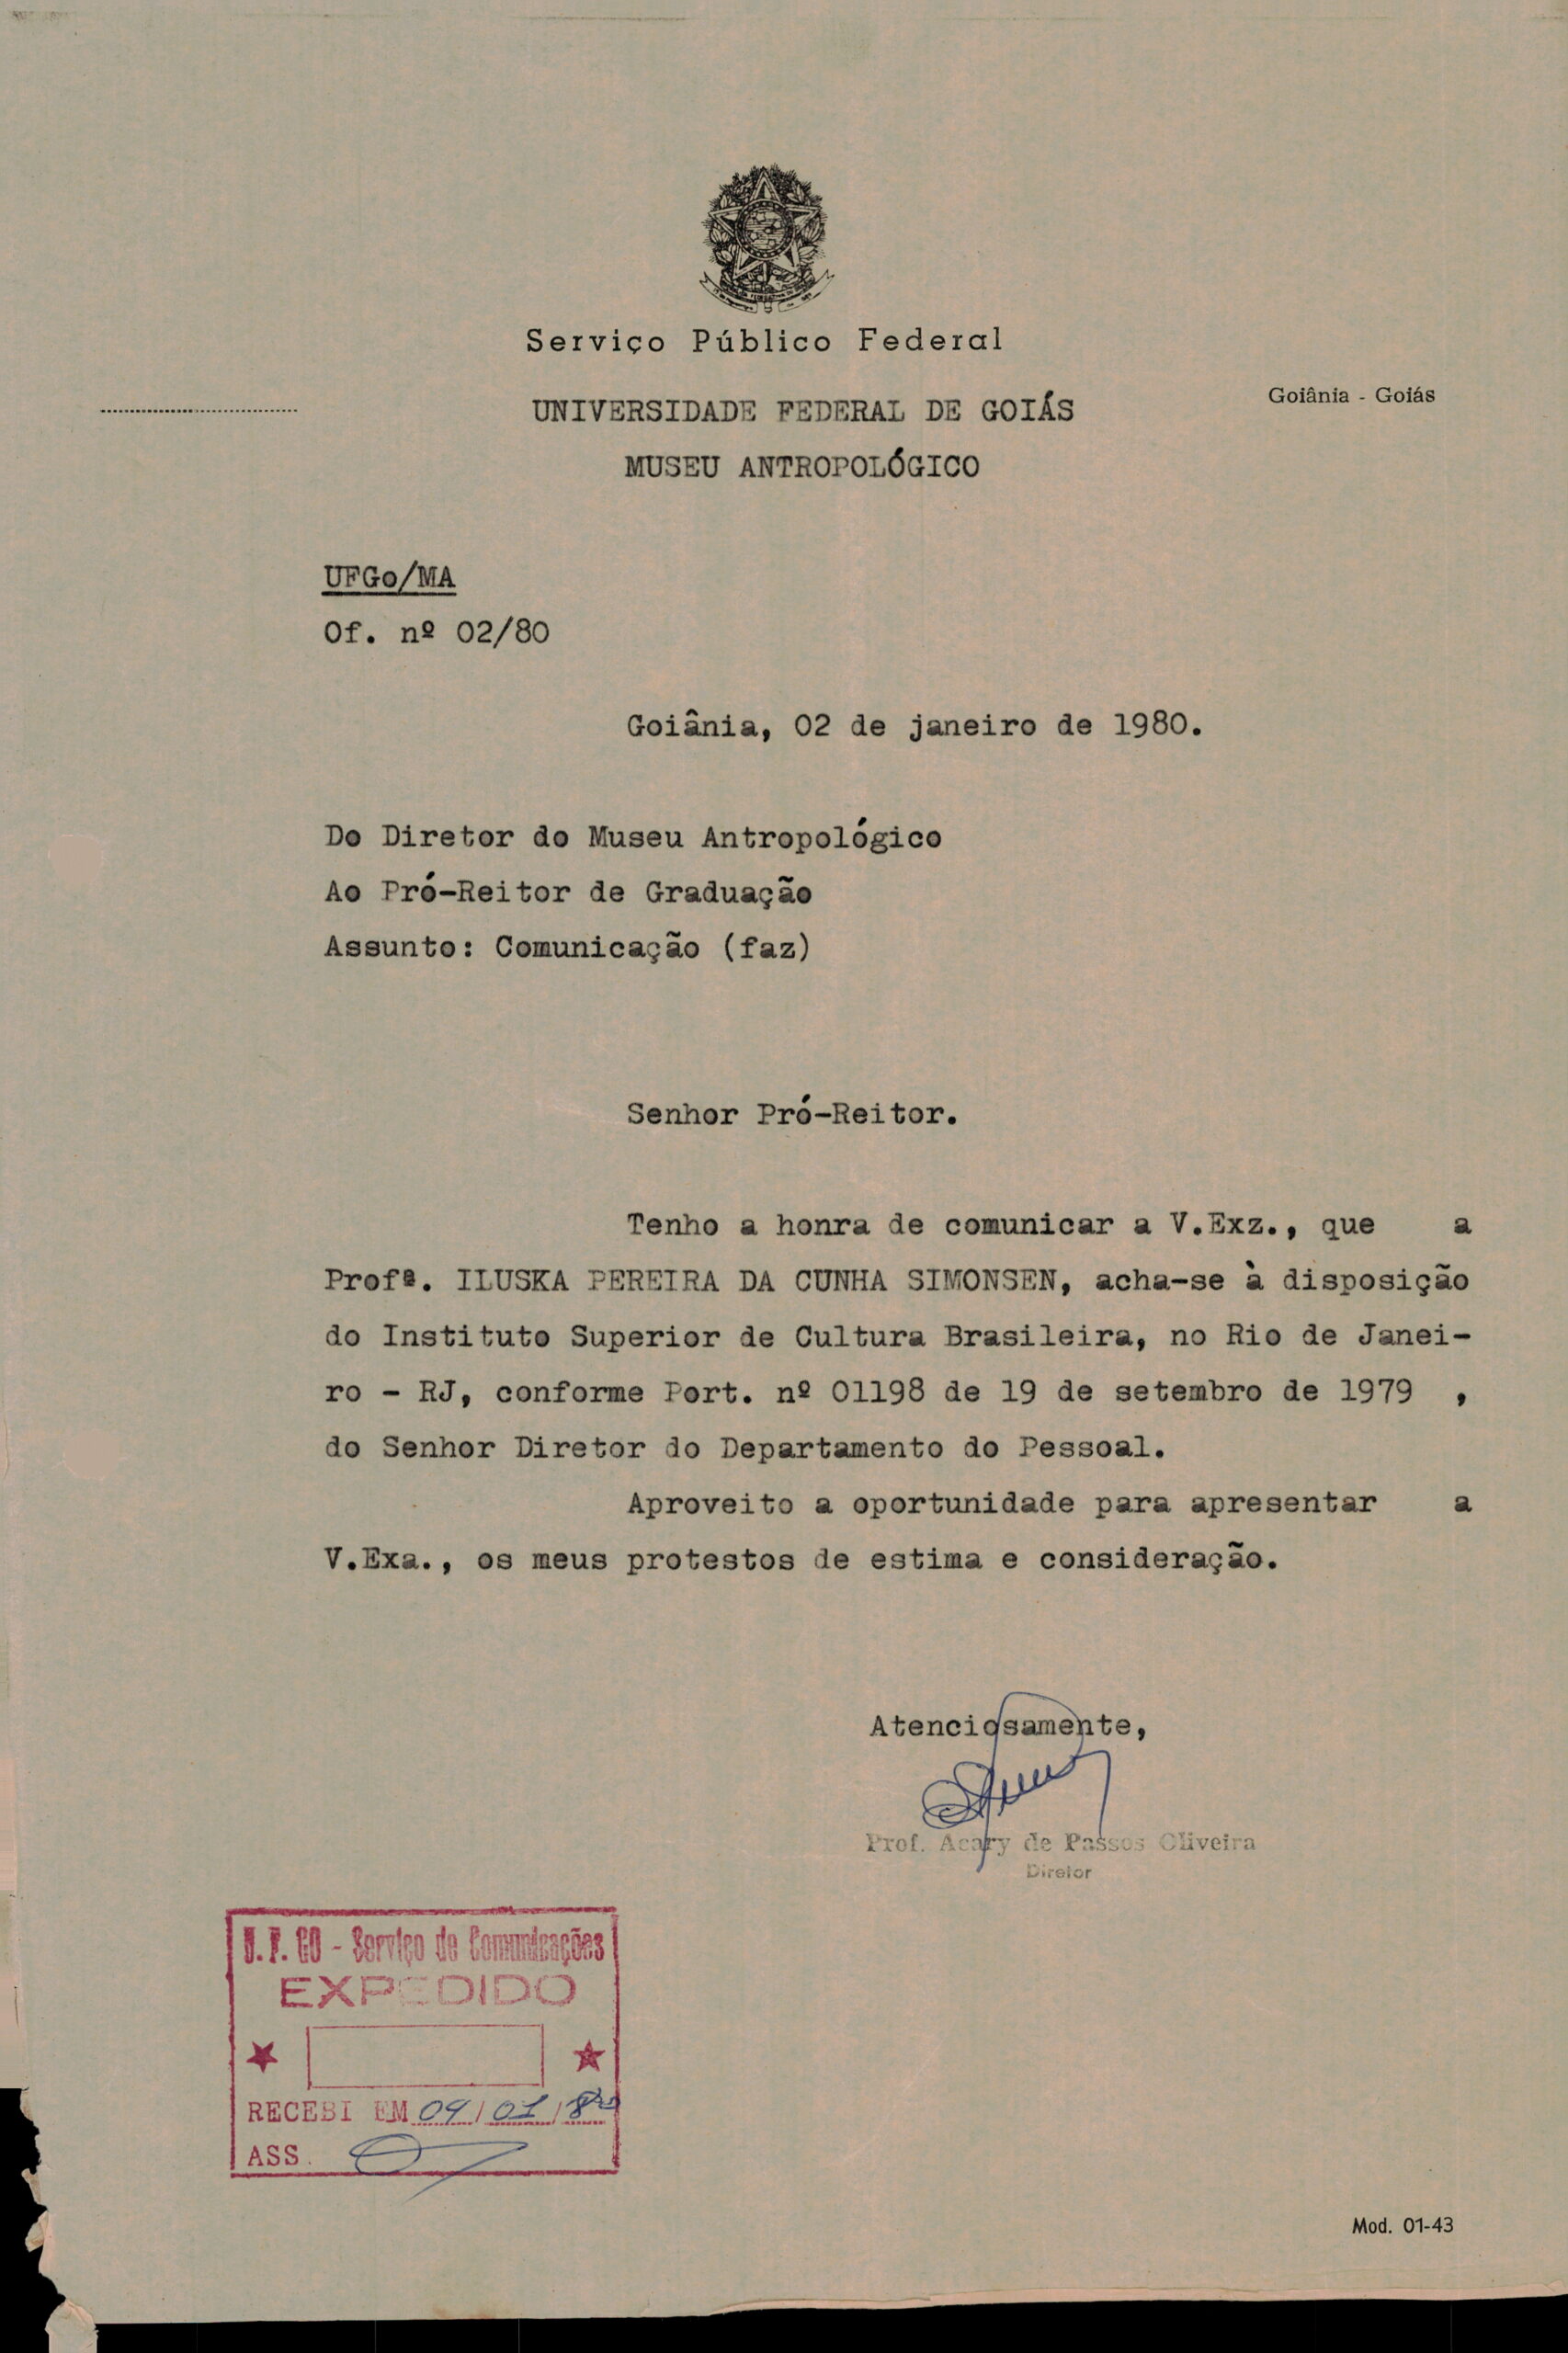 Serviço Público Federal
Goiânia - Goiás
UNIVERSIDADE FEDERAL DE GOIÁS
MUSEU ANTROPOLÓGICO
UFGo/MA
Of. nº 02/80
Goiânia, 02 de janeiro de 1980.
Do Diretor do Museu Antropológico
Ao Pró-Reitor de Graduação
Assunto: Comunicação (faz)
Senhor Pró-Reitor.
Tenho a honra de comunicar a V.Exz., que a
Profª. ILUSKA PEREIRA DA CUNHA SIMONSEN, acha-se à disposição
do Instituto Superior de Cultura Brasileira, no Rio de Janei-
ro - RJ, conforme Port. nº 01198 de 19 de setembro de 1979 ,
do Senhor Diretor do Departamento do Pessoal.
Aproveito a oportunidade para apresentar a
V.Exa., os meus protestos de estima e consideração.
Atenciosamente,
Prof. Acary de Passos Oliveira
Diretor
U.F. GO - Serviço de Comunicações
EXPEDIDO
RECEBI EM 09/01/80
ASS.
Mod. 01-43